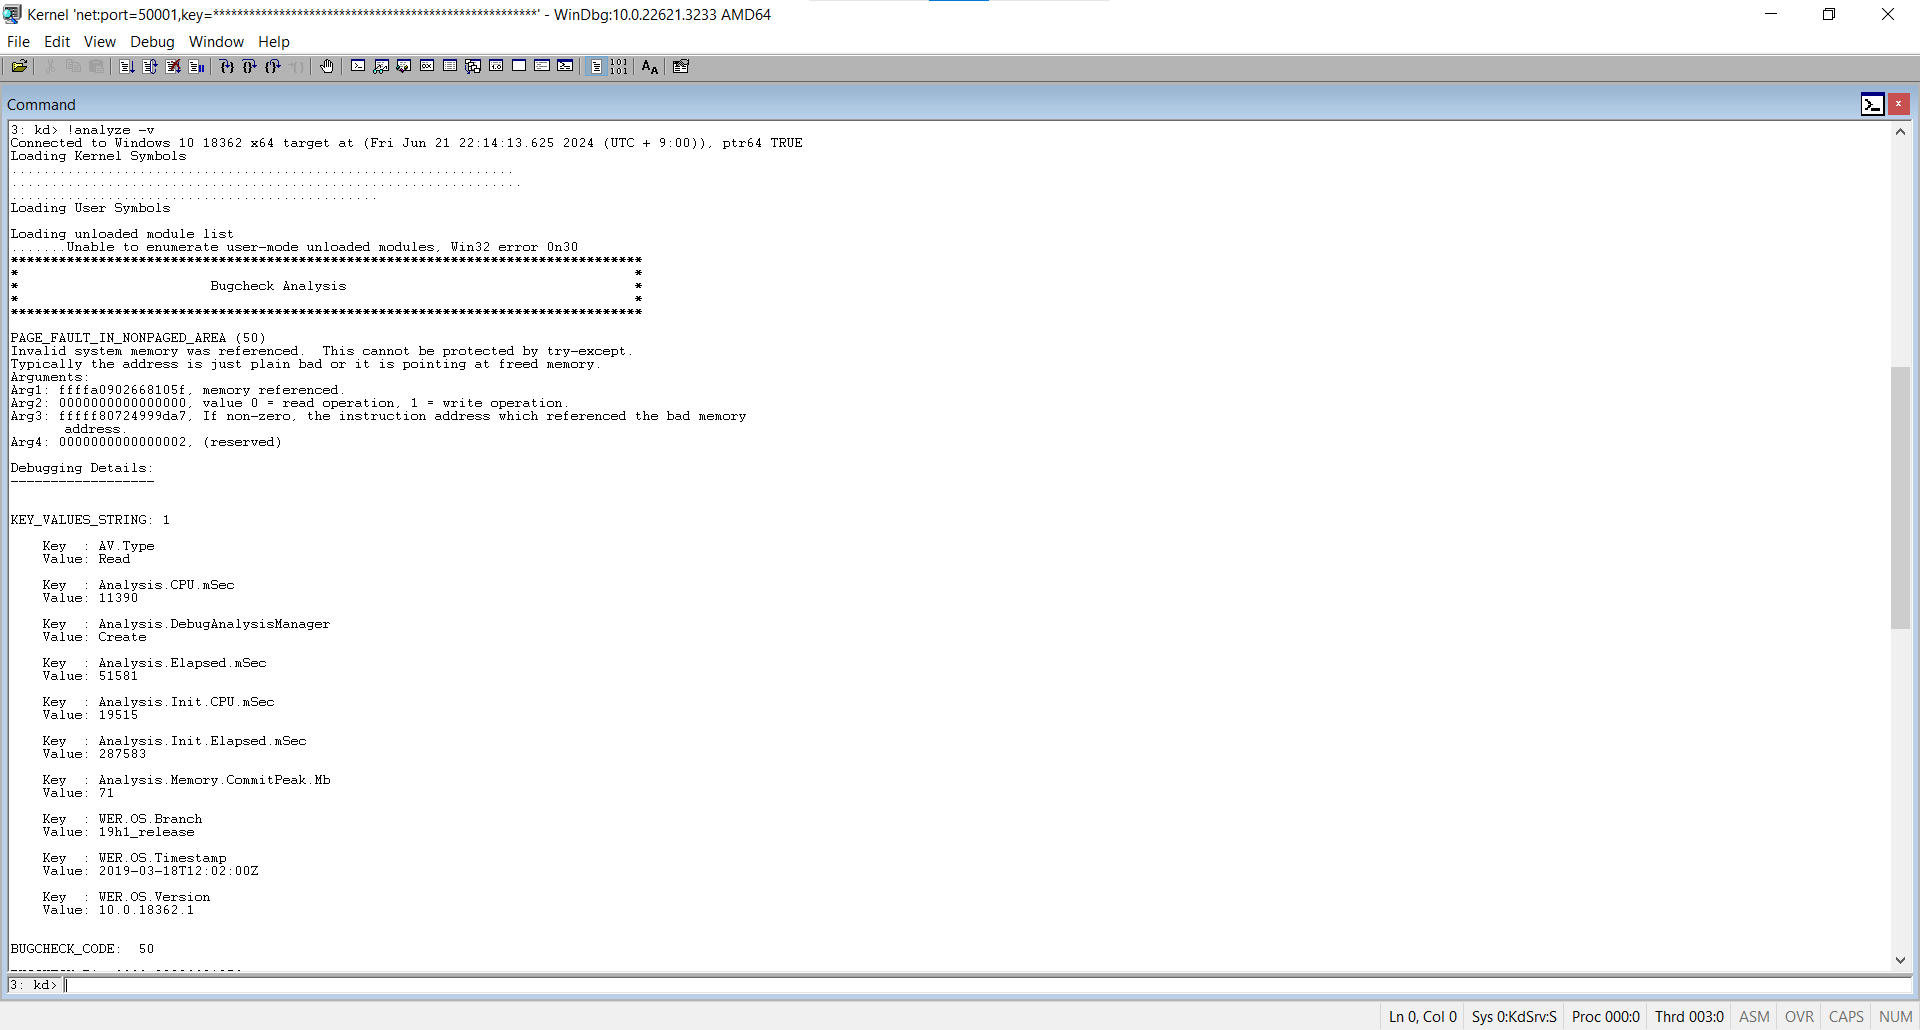 Kernel 'net:port=50001,key=******************************************************' - WinDbg:10.0.22621.3233 AMD64
File Edit View Debug Window Help
Command
3: kd> !analyze -v
Connected to Windows 10 18362 x64 target at (Fri Jun 21 22:14:13.625 2024 (UTC + 9:00)), ptr64 TRUE
Loading Kernel Symbols
...............................................................
................................................................
..............................................
Loading User Symbols
Loading unloaded module list
.......Unable to enumerate user-mode unloaded modules, Win32 error 0n30
*******************************************************************************
* *
* Bugcheck Analysis *
* *
*******************************************************************************
PAGE_FAULT_IN_NONPAGED_AREA (50)
Invalid system memory was referenced. This cannot be protected by try-except.
Typically the address is just plain bad or it is pointing at freed memory.
Arguments:
Arg1: ffffa0902668105f, memory referenced.
Arg2: 0000000000000000, value 0 = read operation, 1 = write operation.
Arg3: fffff80724999da7, If non-zero, the instruction address which referenced the bad memory
address.
Arg4: 0000000000000002, (reserved)
Debugging Details:
------------------
KEY_VALUES_STRING: 1
Key : AV.Type
Value: Read
Key : Analysis.CPU.mSec
Value: 11390
Key : Analysis.DebugAnalysisManager
Value: Create
Key : Analysis.Elapsed.mSec
Value: 51581
Key : Analysis.Init.CPU.mSec
Value: 19515
Key : Analysis.Init.Elapsed.mSec
Value: 287583
Key : Analysis.Memory.CommitPeak.Mb
Value: 71
Key : WER.OS.Branch
Value: 19h1_release
Key : WER.OS.Timestamp
Value: 2019-03-18T12:02:00Z
Key : WER.OS.Version
Value: 10.0.18362.1
BUGCHECK_CODE: 50
3: kd>
Ln 0, Col 0 Sys 0:KdSrv:S Proc 000:0 Thrd 003:0 ASM OVR CAPS NUM